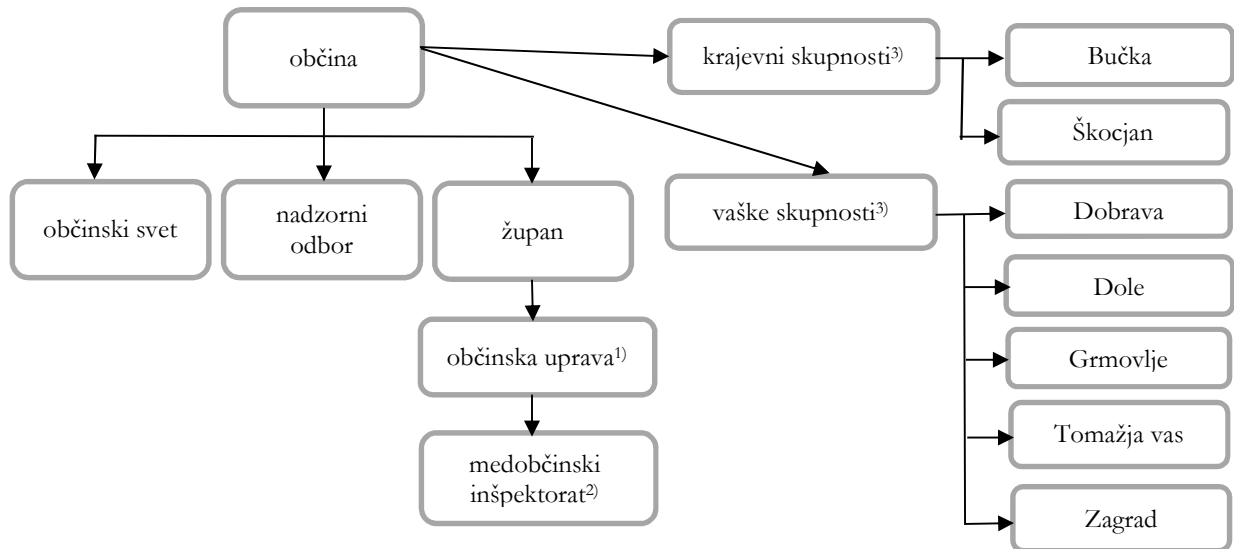 občina
krajevni skupnosti3)
Bučka
Škocjan
občinski svet
nadzorni
odbor
župan
vaške skupnosti3)
Dobrava
Dole
občinska uprava1)
Grmovlje
Tomažja vas
medobčinski
inšpektorat2)
Zagrad